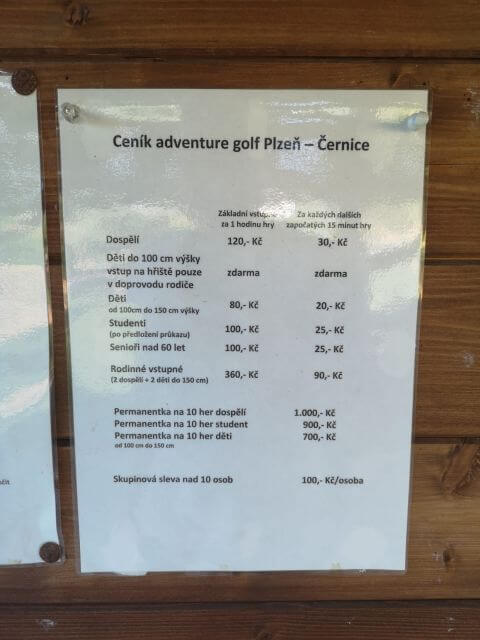 Ceník adventure golf Plzeň – Černice
Základní vstupné Za každých dalších
za 1 hodinu hry započatých 15 minut hry
Dospělí 120,- Kč 30,- Kč
Děti do 100 cm výšky
vstup na hřiště pouze zdarma zdarma
v doprovodu rodiče
Děti 80,- Kč 20,- Kč
od 100cm do 150 cm výšky
Studenti 100,- Kč 25,- Kč
(po předložení průkazu)
Senioři nad 60 let 100,- Kč 25,- Kč
Rodinné vstupné 360,- Kč 90,- Kč
(2 dospělí + 2 děti do 150 cm)
Permanentka na 10 her dospělí 1.000,- Kč
Permanentka na 10 her student 900,- Kč
Permanentka na 10 her děti 700,- Kč
od 100 cm do 150 cm
Skupinová sleva nad 10 osob 100,- Kč/osoba